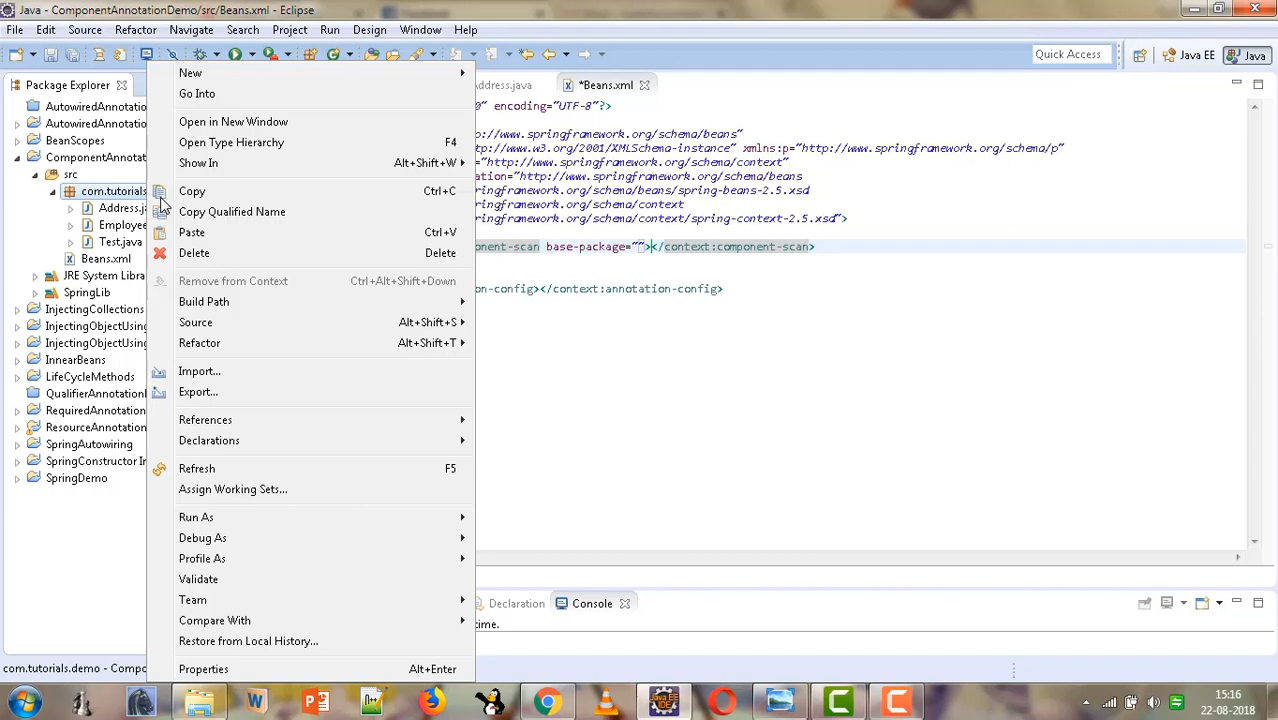 Java - ComponentAnnotationDemo/src/Beans.xml - Eclipse
File Edit Source Refactor Navigate Search Project Run Design Window Help
Quick Access
Java EE
Java
Package Explorer
AutowiredAnnotatio
AutowiredAnnotatio
BeanScopes
ComponentAnnotat
src
com.tutorials
Address.j
Employee
Test.java
Beans.xml
JRE System Libra
SpringLib
InjectingCollections
InjectingObjectUsing
InjectingObjectUsing
InnearBeans
LifeCycleMethods
QualifierAnnotation
RequiredAnnotation
ResourceAnnotation
SpringAutowiring
SpringConstructor In
SpringDemo
New
Go Into
Open in New Window
Open Type Hierarchy F4
Show In Alt+Shift+W
Copy Ctrl+C
Copy Qualified Name
Paste Ctrl+V
Delete Delete
Remove from Context Ctrl+Alt+Shift+Down
Build Path
Source Alt+Shift+S
Refactor Alt+Shift+T
Import...
Export...
References
Declarations
Refresh F5
Assign Working Sets...
Run As
Debug As
Profile As
Validate
Team
Compare With
Restore from Local History...
Properties Alt+Enter
ddress.java
*Beans.xml
0" encoding="UTF-8"?>
p://www.springframework.org/schema/beans"
"http://www.w3.org/2001/XMLSchema-instance" xmlns:p="http://www.springframework.org/schema/p"
="http://www.springframework.org/schema/context"
ation="http://www.springframework.org/schema/beans
ngframework.org/schema/beans/spring-beans-2.5.xsd
ngframework.org/schema/context
ngframework.org/schema/context/spring-context-2.5.xsd">
onent-scan base-package=""></context:component-scan>
on-config></context:annotation-config>
Declaration
Console
time.
com.tutorials.demo - Compo
15:16
22-08-2018